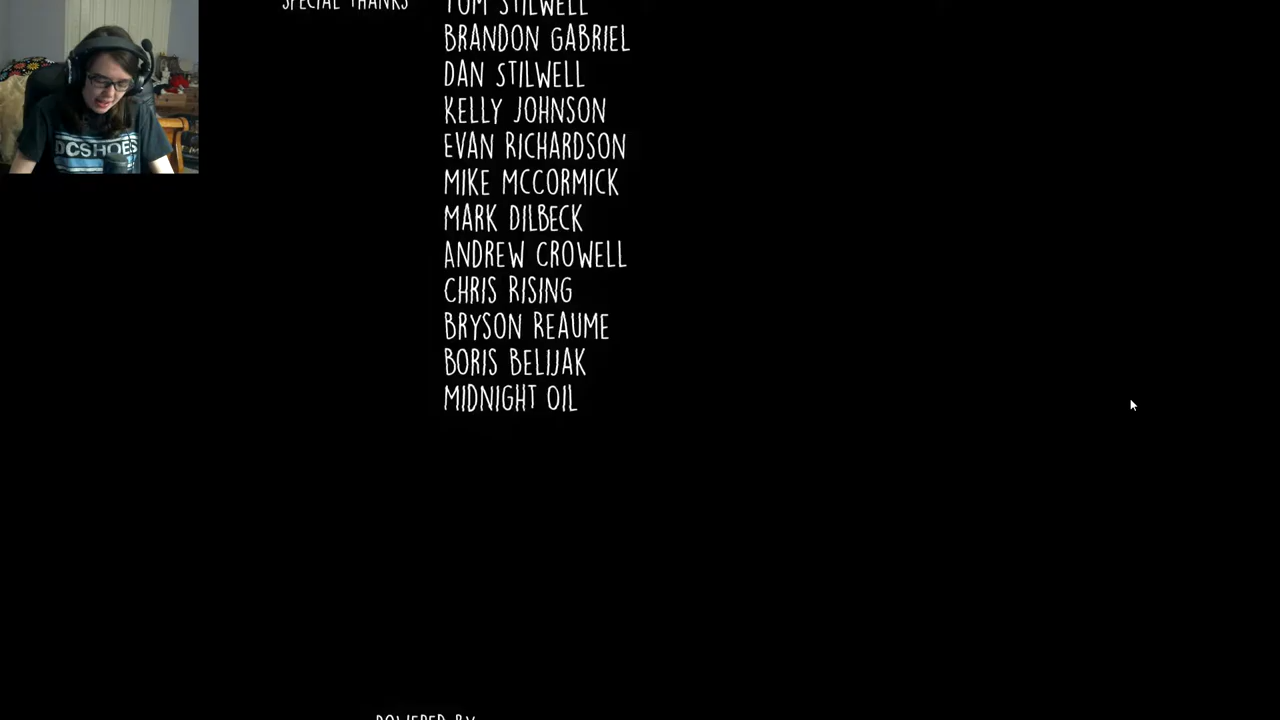 SPECIAL THANKS
TOM STILWELL
BRANDON GABRIEL
DAN STILWELL
KELLY JOHNSON
EVAN RICHARDSON
MIKE MCCORMICK
MARK DILBECK
ANDREW CROWELL
CHRIS RISING
BRYSON REAUME
BORIS BELIJAK
MIDNIGHT OIL
POWERED BY
DCSHOES